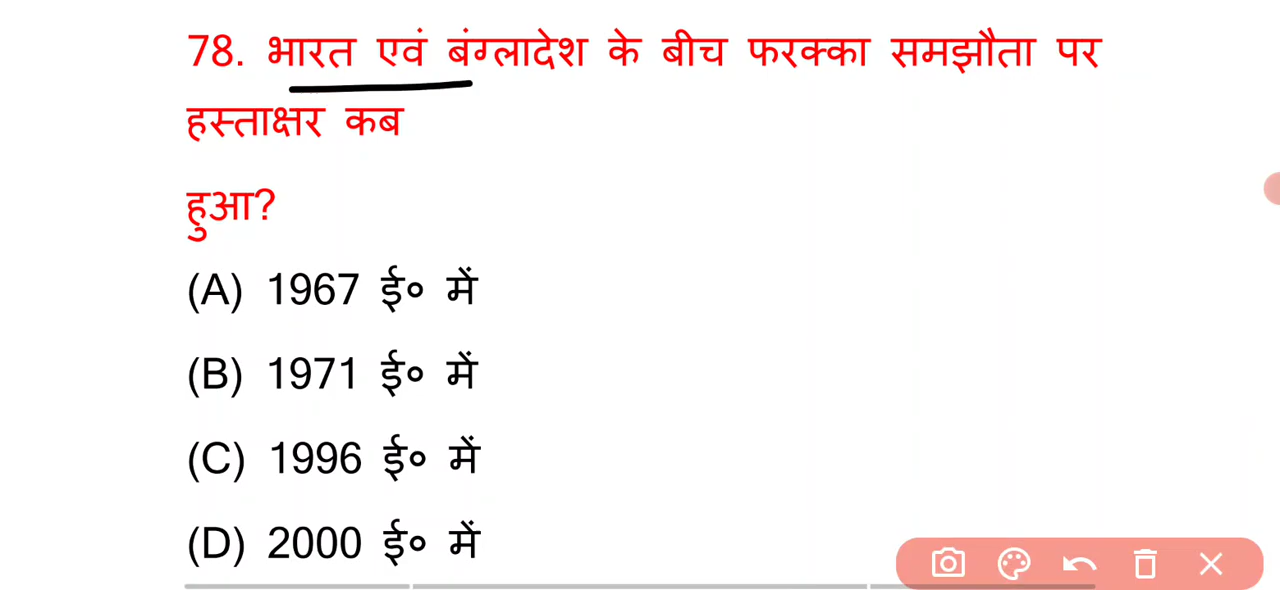 78. भारत एवं बंग्लादेश के बीच फरक्का समझौता पर
हस्ताक्षर कब
हुआ?
(A) 1967 ई० में
(B) 1971 ई० में
(C) 1996 ई० में
(D) 2000 ई० में